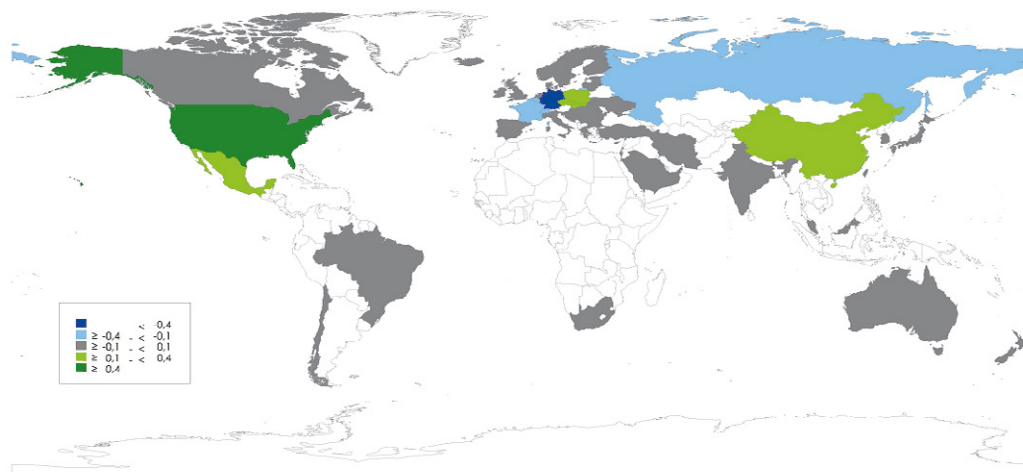 < 0,4
≥ -0,4 - < -0,1
≥ -0,1 - < 0,1
≥ 0,1 - < 0,4
≥ 0,4